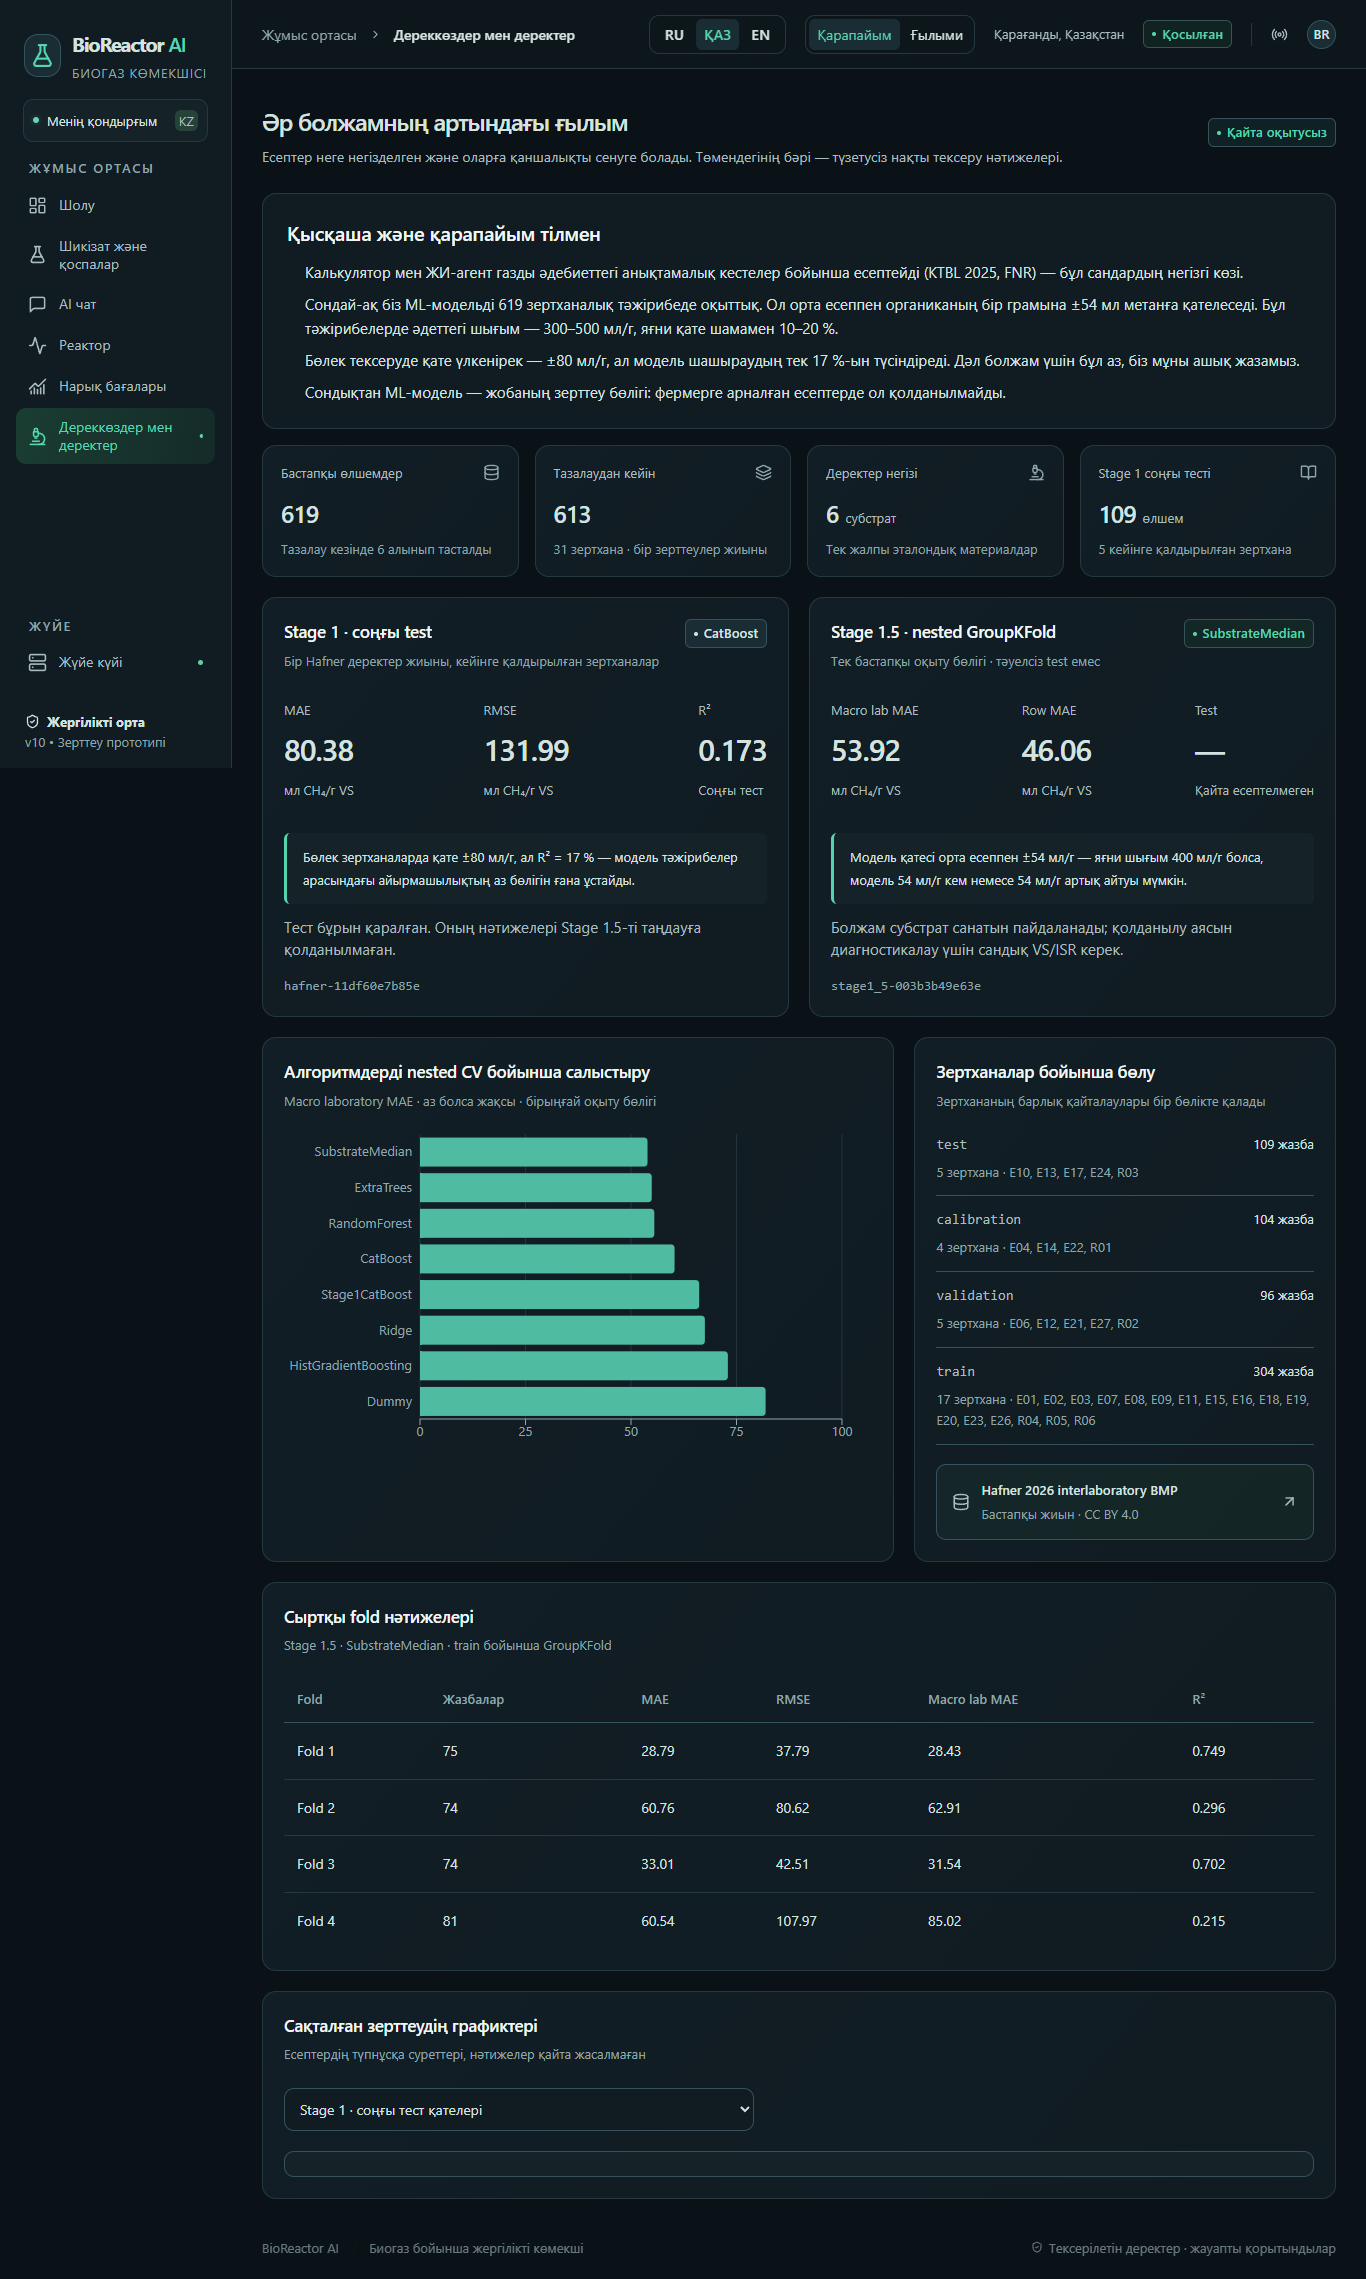 BioReactor AI
БИОГАЗ КӨМЕКШІСІ
Менің қондырғым KZ
ЖҰМЫС ОРТАСЫ
Шолу
Шикізат және
қоспалар
AI чат
Реактор
Нарық бағалары
Дереккөздер мен
деректер
ЖҮЙЕ
Жүйе күйі
Жергілікті орта
v10 • Зерттеу прототипі
Жұмыс ортасы > Дереккөздер мен деректер
RU ҚАЗ EN
Қарапайым Ғылыми
Қарағанды, Қазақстан
• Қосылған
BR
Әр болжамның артындағы ғылым
Есептер неге негізделген және оларға қаншалықты сенуге болады. Төмендегінің бәрі — түзетусіз нақты тексеру нәтижелері.
• Қайта оқытусыз
Қысқаша және қарапайым тілмен
Калькулятор мен ЖИ-агент газды әдебиеттегі анықтамалық кестелер бойынша есептейді (KTBL 2025, FNR) — бұл сандардың негізгі көзі.
Сондай-ақ біз ML-модельді 619 зертханалық тәжірибеде оқыттық. Ол орта есеппен органиканың бір грамына ±54 мл метанға қателеседі. Бұл
тәжірибелерде әдеттегі шығым — 300–500 мл/г, яғни қате шамамен 10–20 %.
Бөлек тексеруде қате үлкенірек — ±80 мл/г, ал модель шашыраудың тек 17 %-ын түсіндіреді. Дәл болжам үшін бұл аз, біз мұны ашық жазамыз.
Сондықтан ML-модель — жобаның зерттеу бөлігі: фермерге арналған есептерде ол қолданылмайды.
Бастапқы өлшемдер
619
Тазалау кезінде 6 алынып тасталды
Тазалаудан кейін
613
31 зертхана · бір зерттеулер жиыны
Деректер негізі
6 субстрат
Тек жалпы эталондық материалдар
Stage 1 соңғы тесті
109 өлшем
5 кейінге қалдырылған зертхана
Stage 1 · соңғы test
• CatBoost
Бір Hafner деректер жиыны, кейінге қалдырылған зертханалар
MAE RMSE R²
80.38 131.99 0.173
мл CH₄/г VS мл CH₄/г VS Соңғы тест
Бөлек зертханаларда қате ±80 мл/г, ал R² = 17 % — модель тәжірибелер
арасындағы айырмашылықтың аз бөлігін ғана ұстайды.
Тест бұрын қаралған. Оның нәтижелері Stage 1.5-ті таңдауға
қолданылмаған.
hafner-11df60e7b85e
Stage 1.5 · nested GroupKFold
• SubstrateMedian
Тек бастапқы оқыту бөлігі · тәуелсіз test емес
Macro lab MAE Row MAE Test
53.92 46.06 —
мл CH₄/г VS мл CH₄/г VS Қайта есептелмеген
Модель қатесі орта есеппен ±54 мл/г — яғни шығым 400 мл/г болса,
модель 54 мл/г кем немесе 54 мл/г артық айтуы мүмкін.
Болжам субстрат санатын пайдаланады; қолданылу аясын
диагностикалау үшін сандық VS/ISR керек.
stage1_5-003b3b49e63e
Алгоритмдерді nested CV бойынша салыстыру
Macro laboratory MAE · аз болса жақсы · бірыңғай оқыту бөлігі
SubstrateMedian
ExtraTrees
RandomForest
CatBoost
Stage1CatBoost
Ridge
HistGradientBoosting
Dummy
0 25 50 75 100
Зертханалар бойынша бөлу
Зертхананың барлық қайталаулары бір бөлікте қалады
test 109 жазба
5 зертхана · E10, E13, E17, E24, R03
calibration 104 жазба
4 зертхана · E04, E14, E22, R01
validation 96 жазба
5 зертхана · E06, E12, E21, E27, R02
train 304 жазба
17 зертхана · E01, E02, E03, E07, E08, E09, E11, E15, E16, E18, E19,
E20, E23, E26, R04, R05, R06
Hafner 2026 interlaboratory BMP
Бастапқы жиын · CC BY 4.0
Сыртқы fold нәтижелері
Stage 1.5 · SubstrateMedian · train бойынша GroupKFold
Fold Жазбалар MAE RMSE Macro lab MAE R²
Fold 1 75 28.79 37.79 28.43 0.749
Fold 2 74 60.76 80.62 62.91 0.296
Fold 3 74 33.01 42.51 31.54 0.702
Fold 4 81 60.54 107.97 85.02 0.215
Сақталған зерттеудің графиктері
Есептердің түпнұсқа суреттері, нәтижелер қайта жасалмаған
Stage 1 · соңғы тест қателері
BioReactor AI Биогаз бойынша жергілікті көмекші
Тексерілетін деректер · жауапты қорытындылар